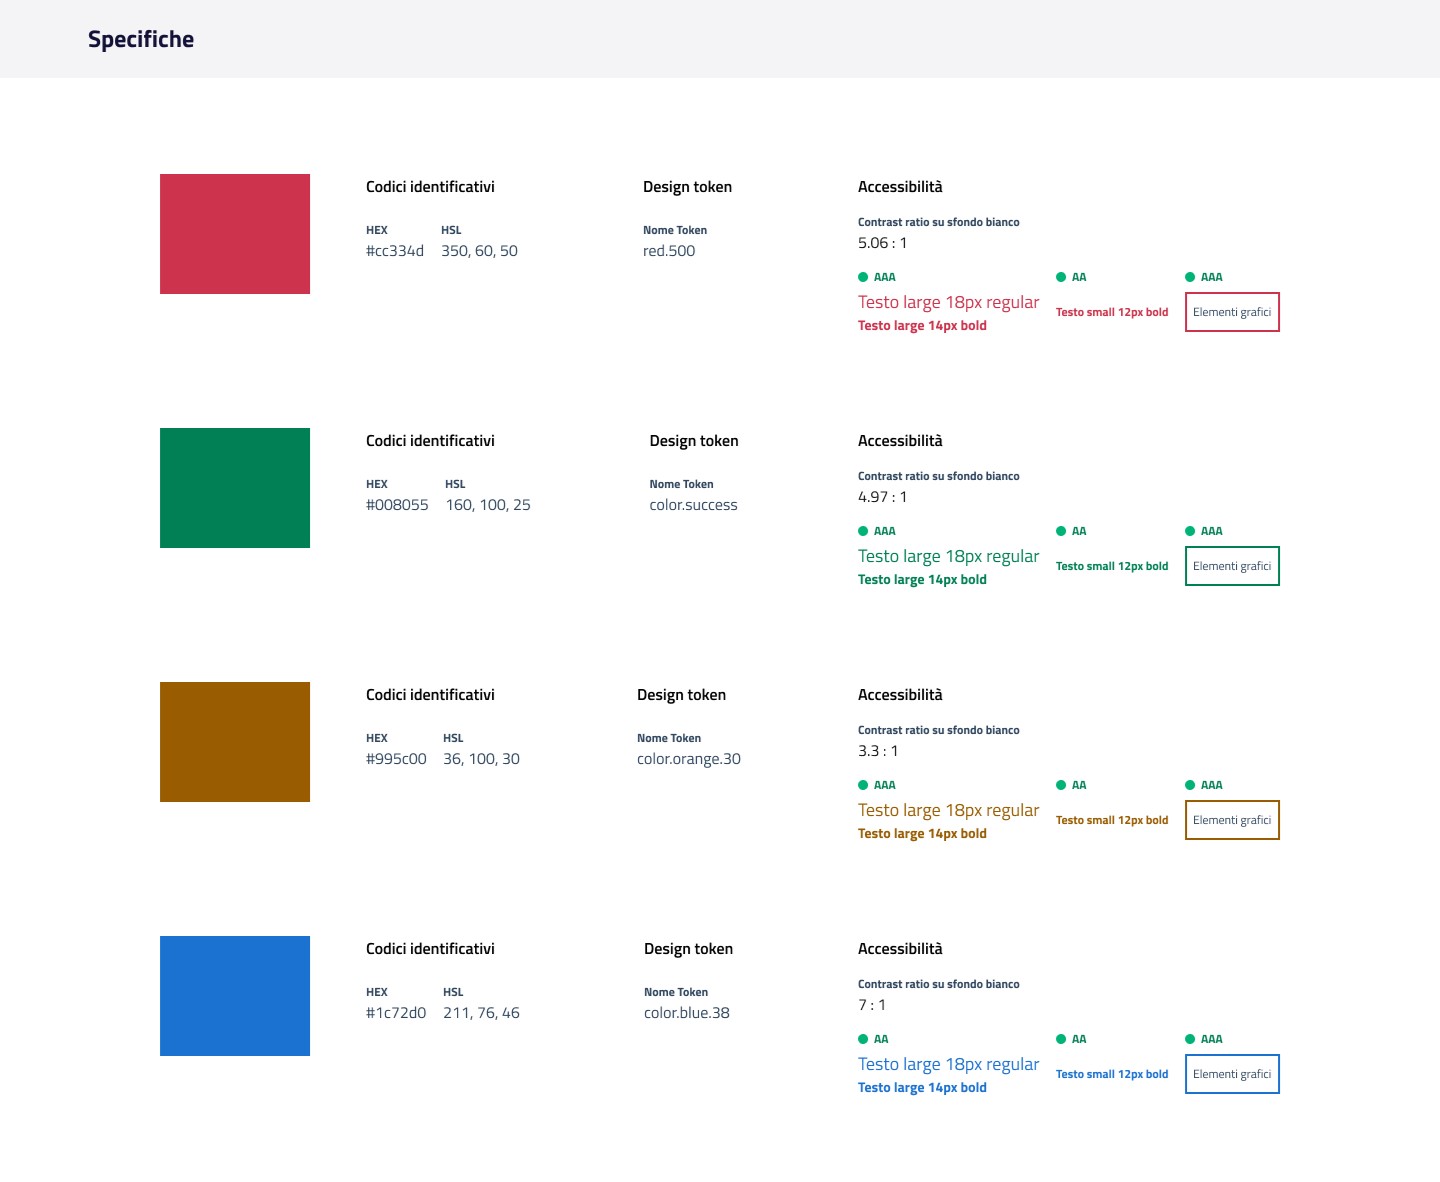 Specifiche
Codici identificativi
HEX HSL
#cc334d 350, 60, 50
Design token
Nome Token
red.500
Accessibilità
Contrast ratio su sfondo bianco
5.06 : 1
AAA AA AAA
Testo large 18px regular
Testo large 14px bold
Testo small 12px bold
Elementi grafici
Codici identificativi
HEX HSL
#008055 160, 100, 25
Design token
Nome Token
color.success
Accessibilità
Contrast ratio su sfondo bianco
4.97 : 1
AAA AA AAA
Testo large 18px regular
Testo large 14px bold
Testo small 12px bold
Elementi grafici
Codici identificativi
HEX HSL
#995c00 36, 100, 30
Design token
Nome Token
color.orange.30
Accessibilità
Contrast ratio su sfondo bianco
3.3 : 1
AAA AA AAA
Testo large 18px regular
Testo large 14px bold
Testo small 12px bold
Elementi grafici
Codici identificativi
HEX HSL
#1c72d0 211, 76, 46
Design token
Nome Token
color.blue.38
Accessibilità
Contrast ratio su sfondo bianco
7 : 1
AA AA AAA
Testo large 18px regular
Testo large 14px bold
Testo small 12px bold
Elementi grafici